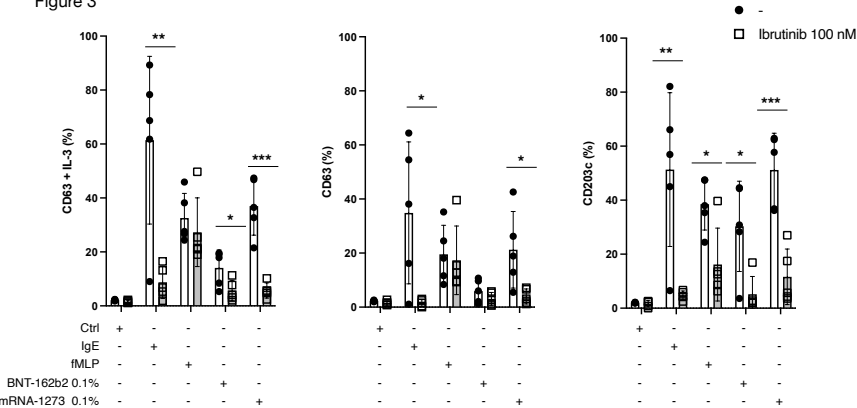 Figure 3
● -
□ Ibrutinib 100 nM
CD63 + IL-3 (%)
100
80
60
40
20
0
** * ***
CD63 (%)
100
80
60
40
20
0
* *
CD203c (%)
100
80
60
40
20
0
** * * ***
Ctrl + - - - - + - - - - + - - - -
IgE - + - - - - + - - - - + - - -
fMLP - - + - - - - + - - - - + - -
BNT-162b2 0.1% - - - + - - - - + - - - - + -
mRNA-1273 0.1% - - - - + - - - - + - - - - +